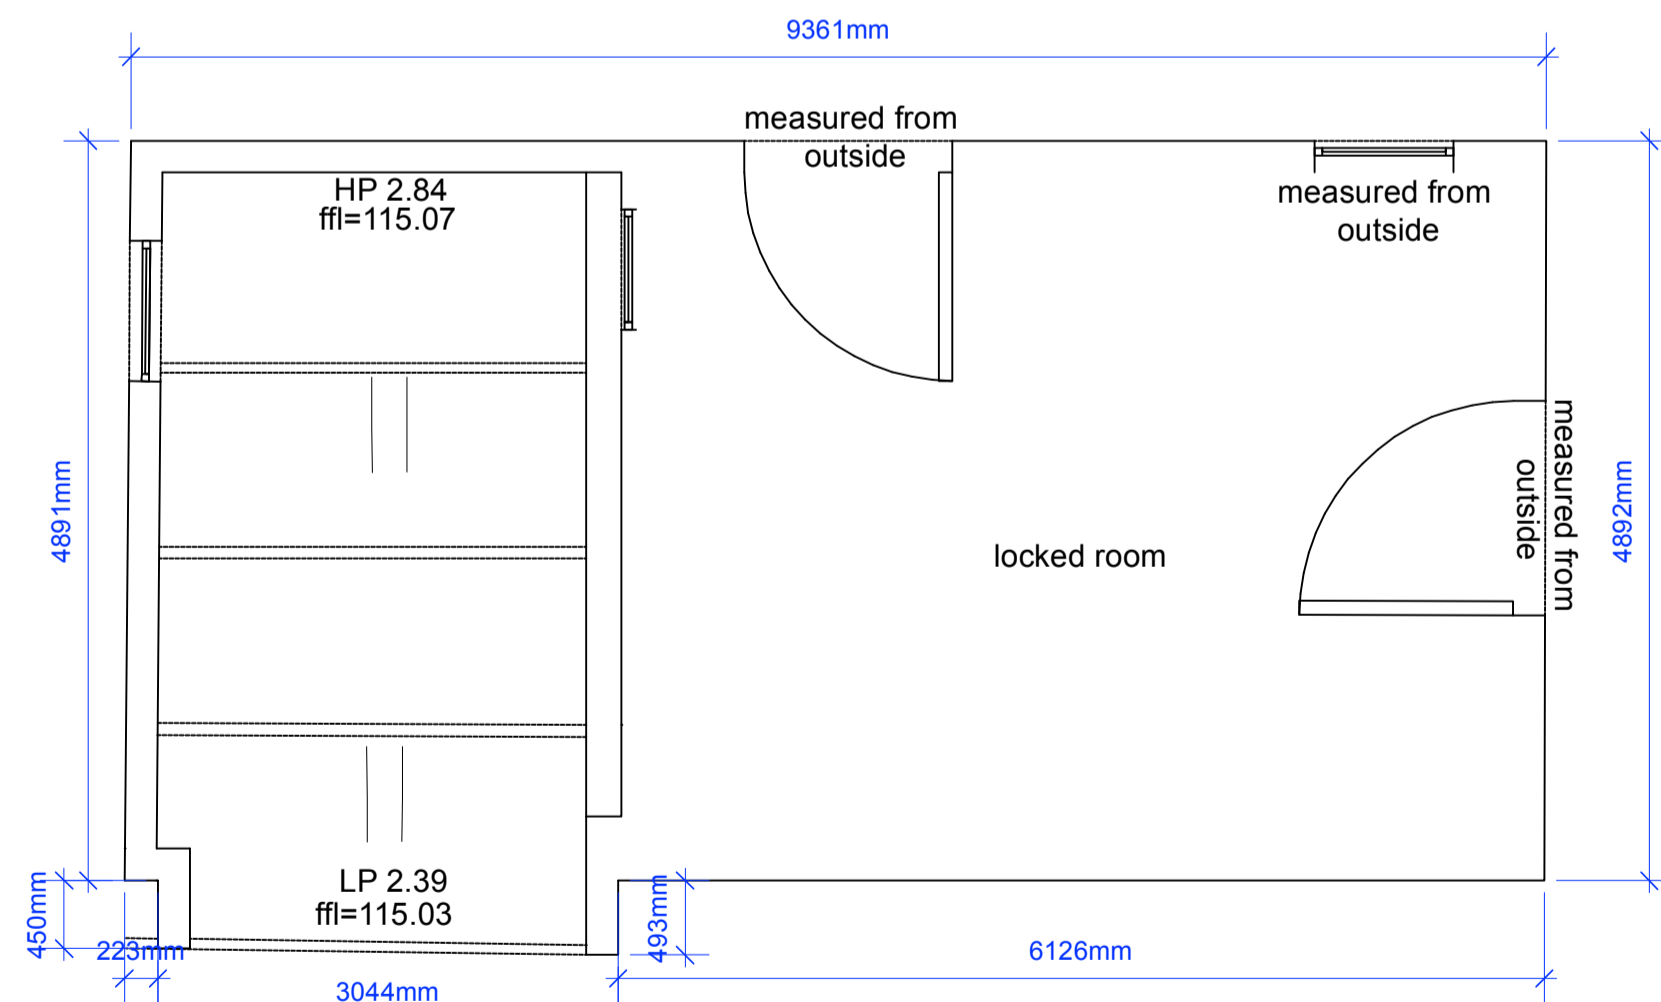 9361mm
measured from
outside
HP 2.84
ffl=115.07
measured from
outside
measured from
outside
4891mm
4892mm
locked room
LP 2.39
ffl=115.03
450mm
223mm
493mm
6126mm
3044mm